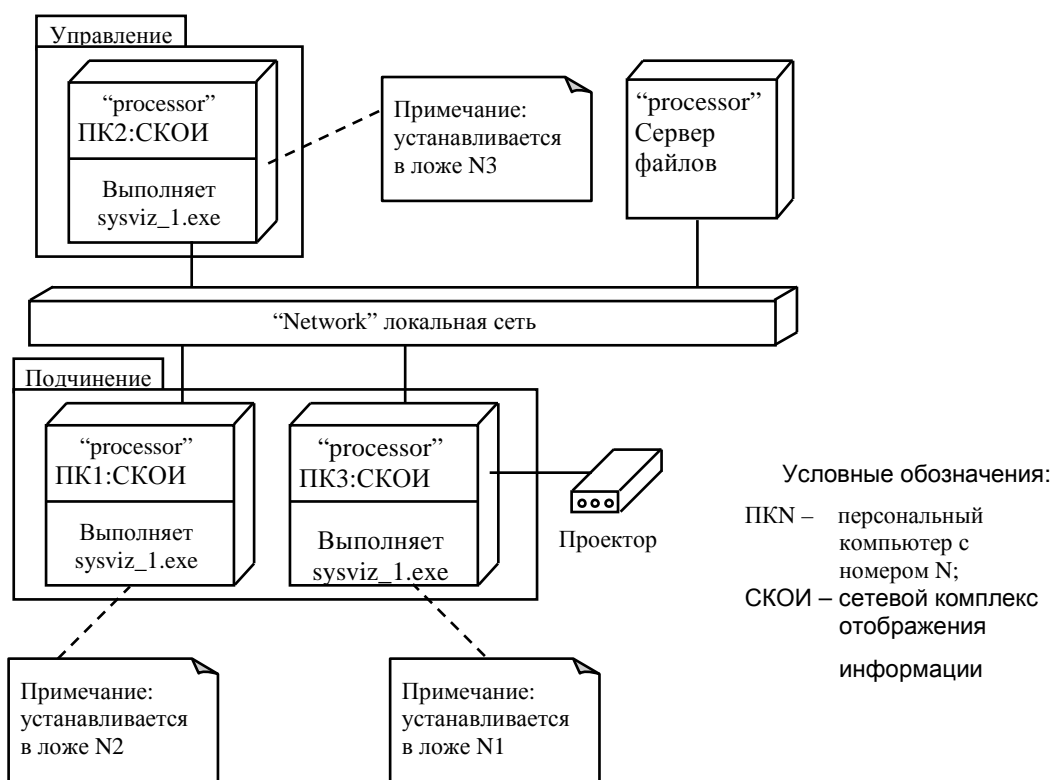 Управление
“processor”
ПК2:СКОИ
Выполняет
sysviz_1.exe
Примечание:
устанавливается
в ложе N3
“processor”
Сервер
файлов
“Network” локальная сеть
Подчинение
“processor”
ПК1:СКОИ
Выполняет
sysviz_1.exe
“processor”
ПК3:СКОИ
Выполняет
sysviz_1.exe
Проектор
Условные обозначения:
ПКN – персональный
компьютер с
номером N;
СКОИ – сетевой комплекс
отображения
информации
Примечание:
устанавливается
в ложе N2
Примечание:
устанавливается
в ложе N1